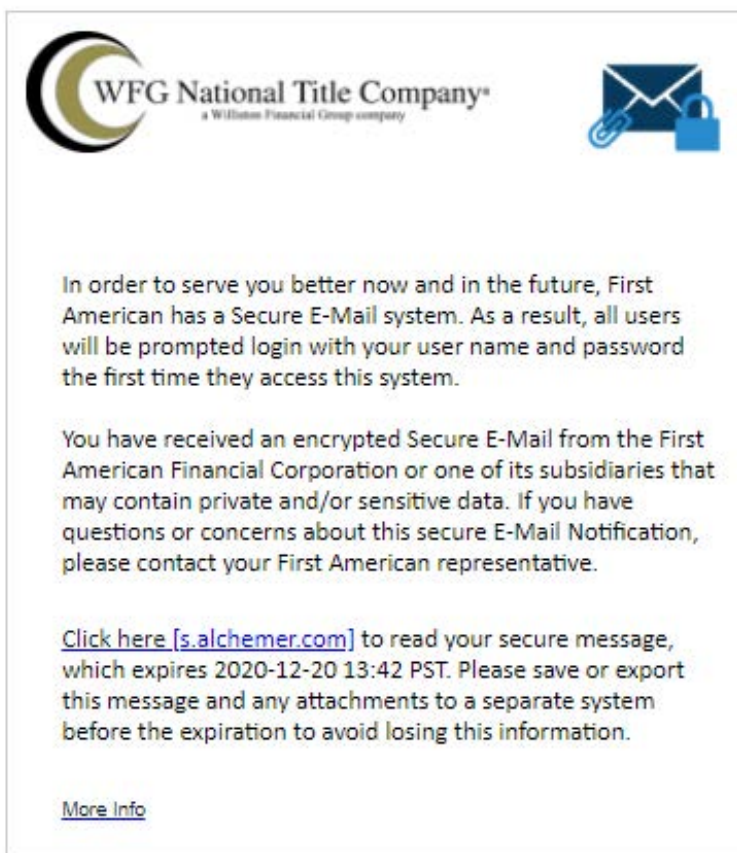 WFG National Title Company®
a Williston Financial Group company
In order to serve you better now and in the future, First
American has a Secure E-Mail system. As a result, all users
will be prompted login with your user name and password
the first time they access this system.
You have received an encrypted Secure E-Mail from the First
American Financial Corporation or one of its subsidiaries that
may contain private and/or sensitive data. If you have
questions or concerns about this secure E-Mail Notification,
please contact your First American representative.
Click here [s.alchemer.com] to read your secure message,
which expires 2020-12-20 13:42 PST. Please save or export
this message and any attachments to a separate system
before the expiration to avoid losing this information.
More Info